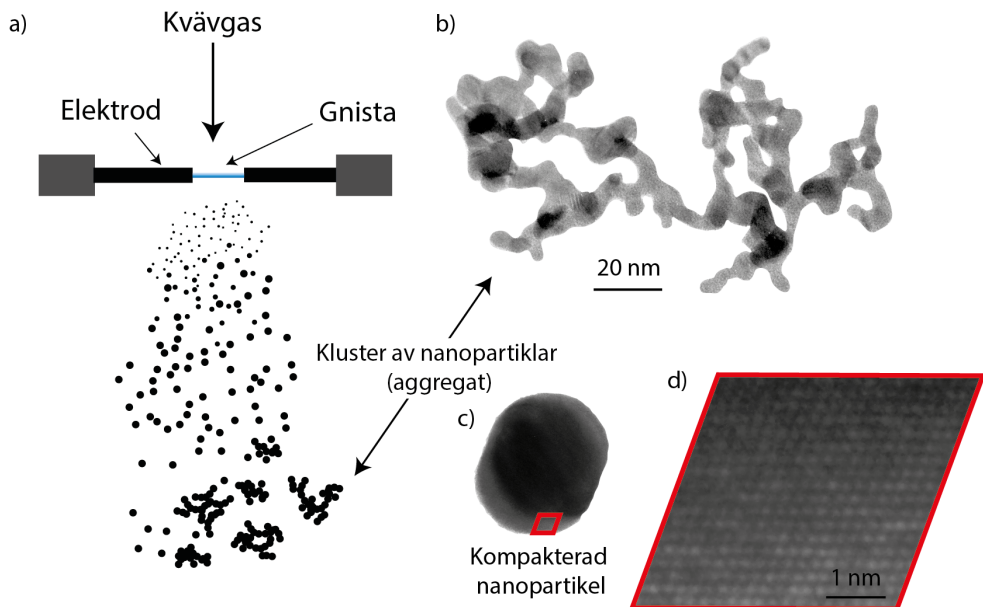 a)
Kvävgas
Elektrod
Gnista
b)
20 nm
Kluster av nanopartiklar
(aggregat)
c)
Kompakterad
nanopartikel
d)
1 nm